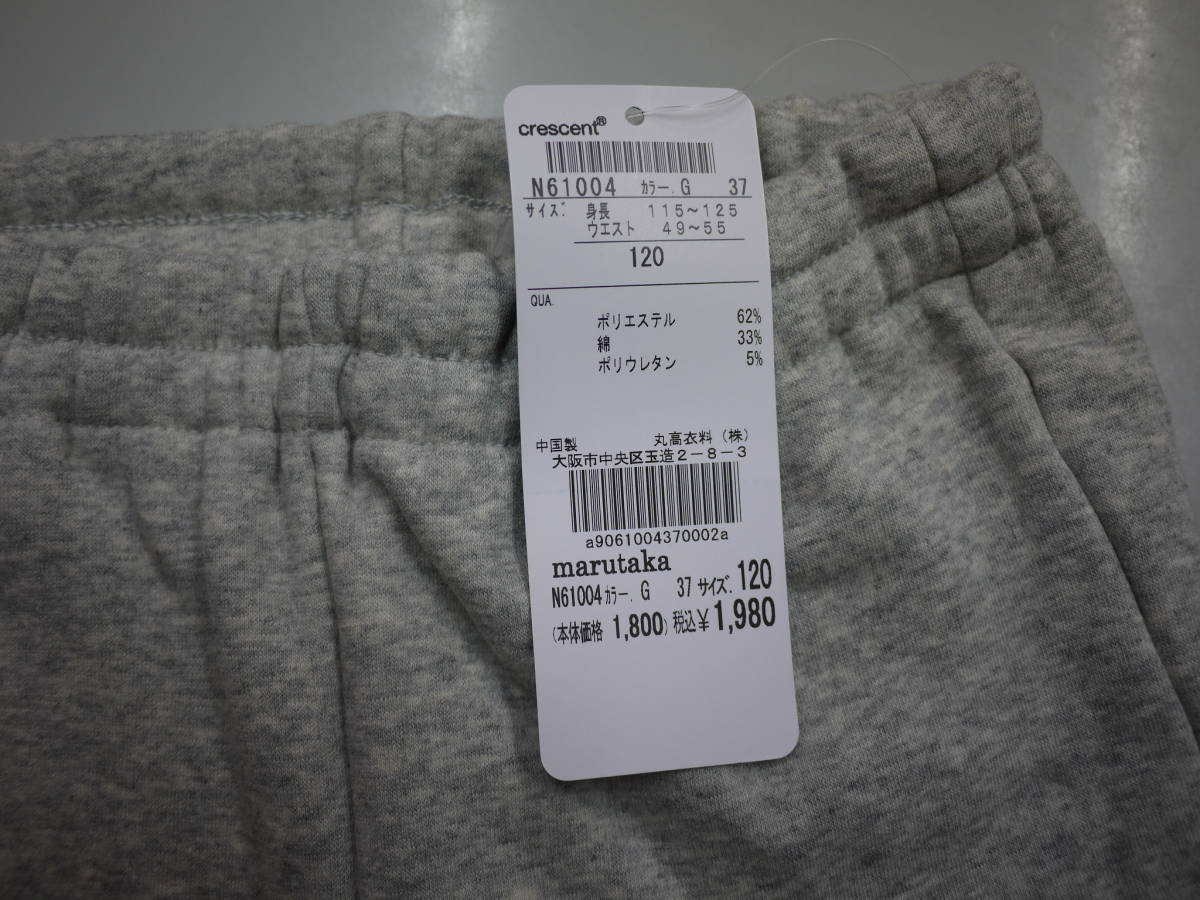 crescent®
N61004 カラー. G 37
サイズ 身長 115～125
ウエスト 49～55
120
QUA.
ポリエステル 62%
綿 33%
ポリウレタン 5%
中国製 丸高衣料（株）
大阪市中央区玉造2－8－3
a9061004370002a
marutaka
N61004 カラー. G 37 サイズ. 120
(本体価格 1,800) 税込¥1,980